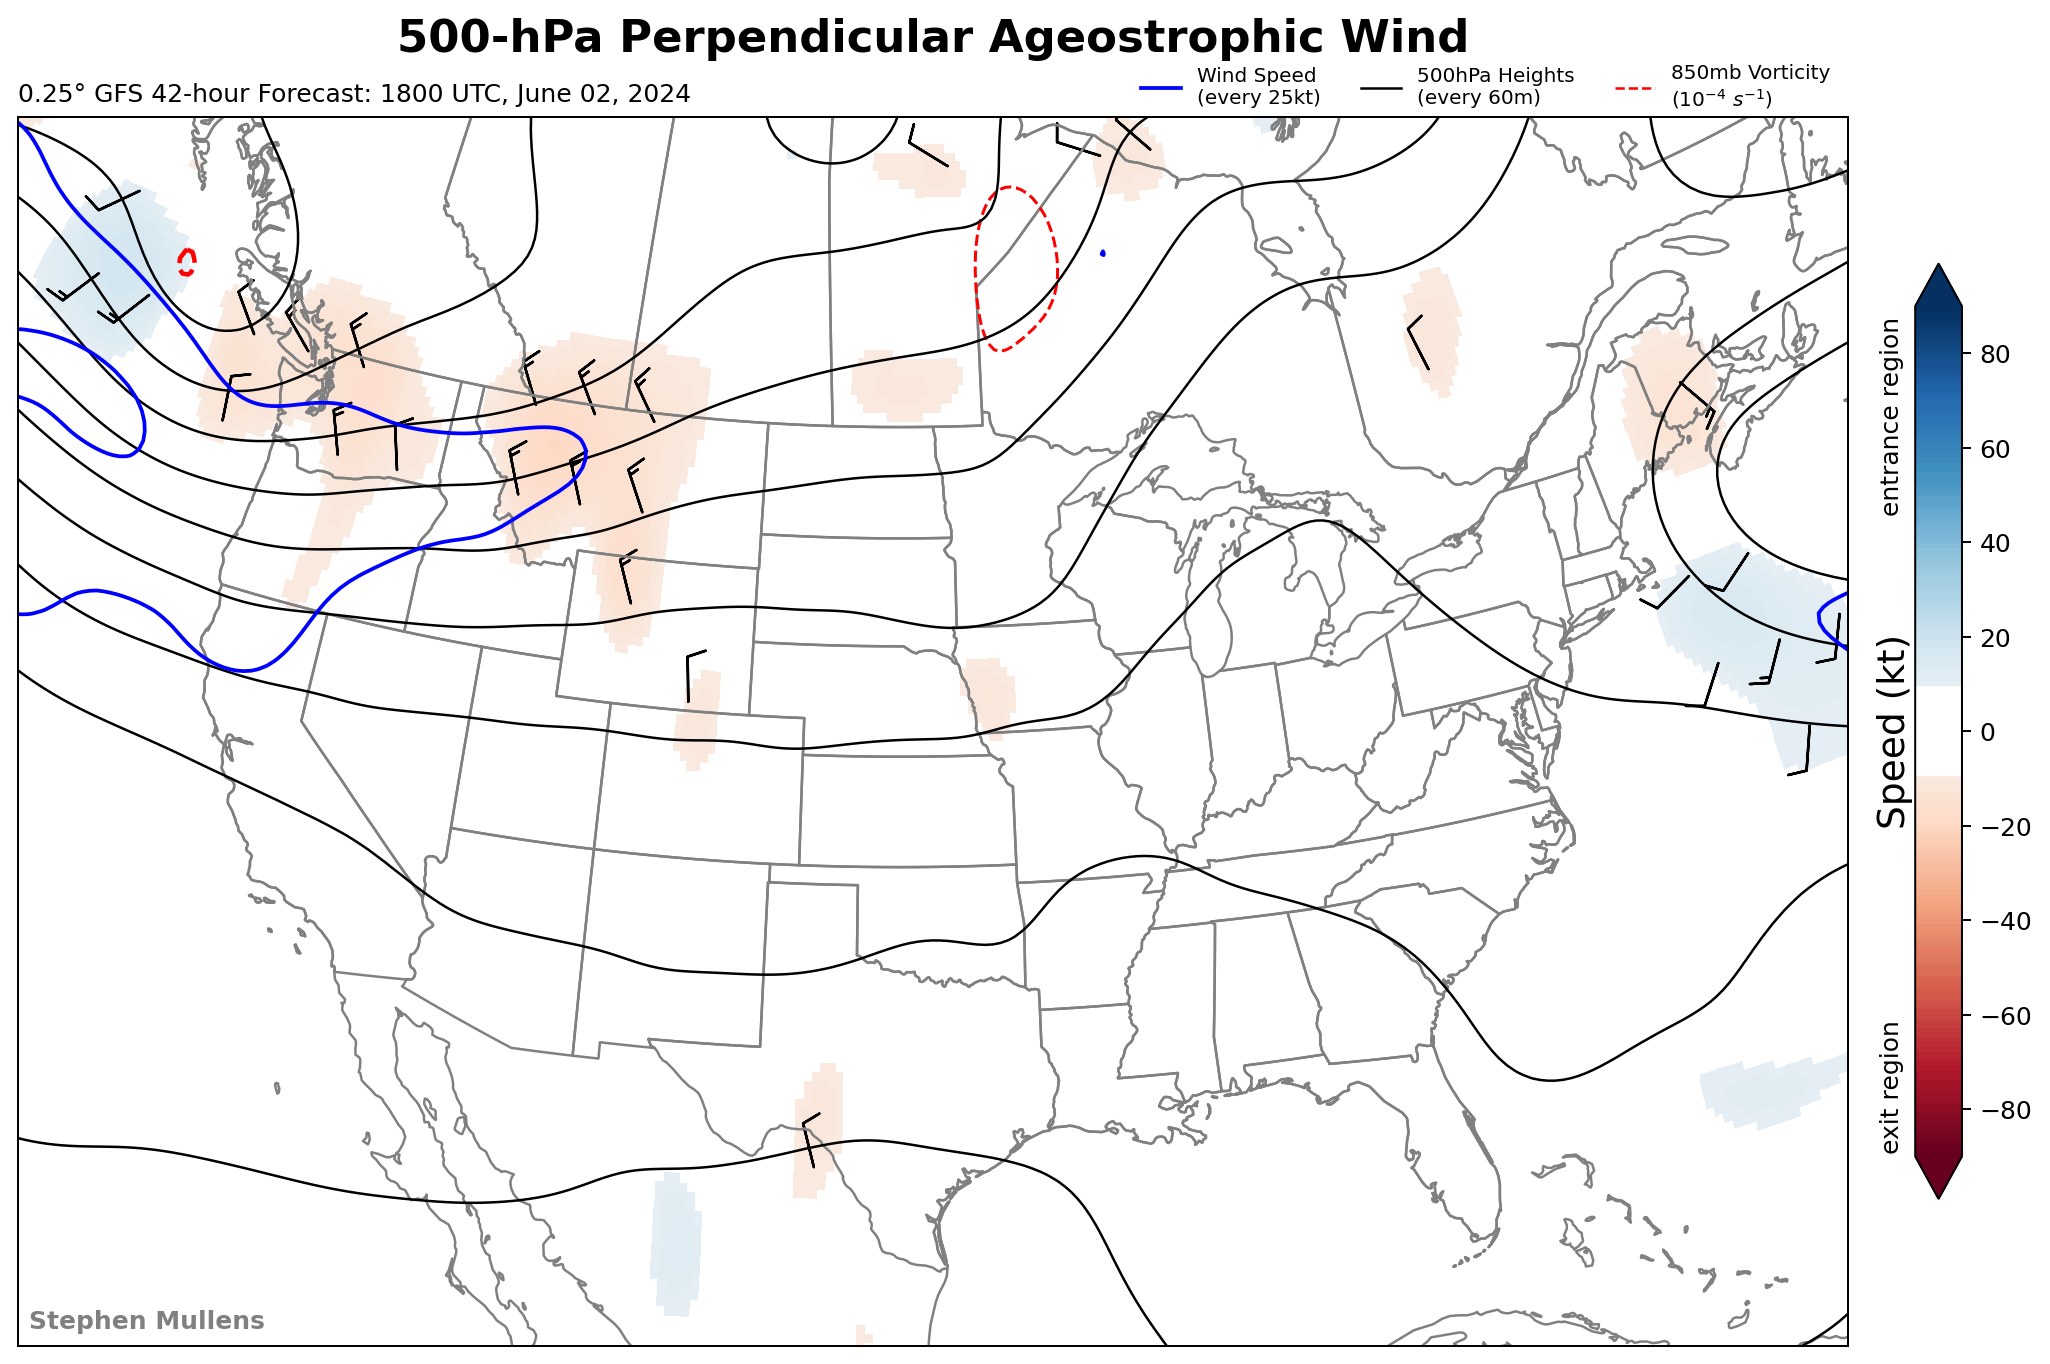 500-hPa Perpendicular Ageostrophic Wind
0.25° GFS 42-hour Forecast: 1800 UTC, June 02, 2024
Wind Speed
(every 25kt)
500hPa Heights
(every 60m)
850mb Vorticity
(10⁻⁴ s⁻¹)
entrance region
Speed (kt)
exit region
80
60
40
20
0
−20
−40
−60
−80
Stephen Mullens